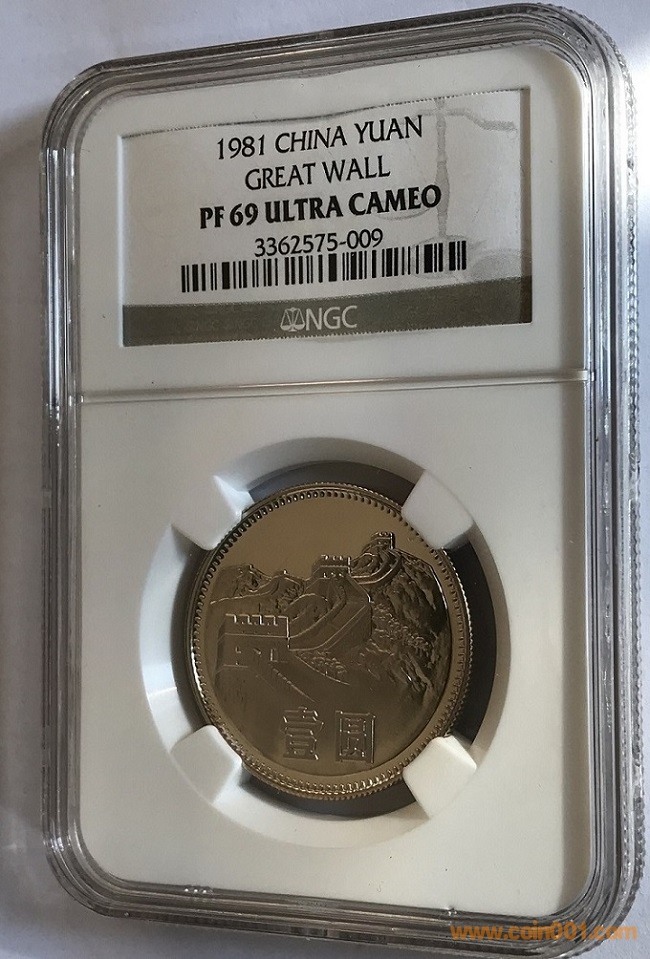 1981 CHINA YUAN
GREAT WALL
PF 69 ULTRA CAMEO
3362575-009
NGC
壹圆
www.coin001.com